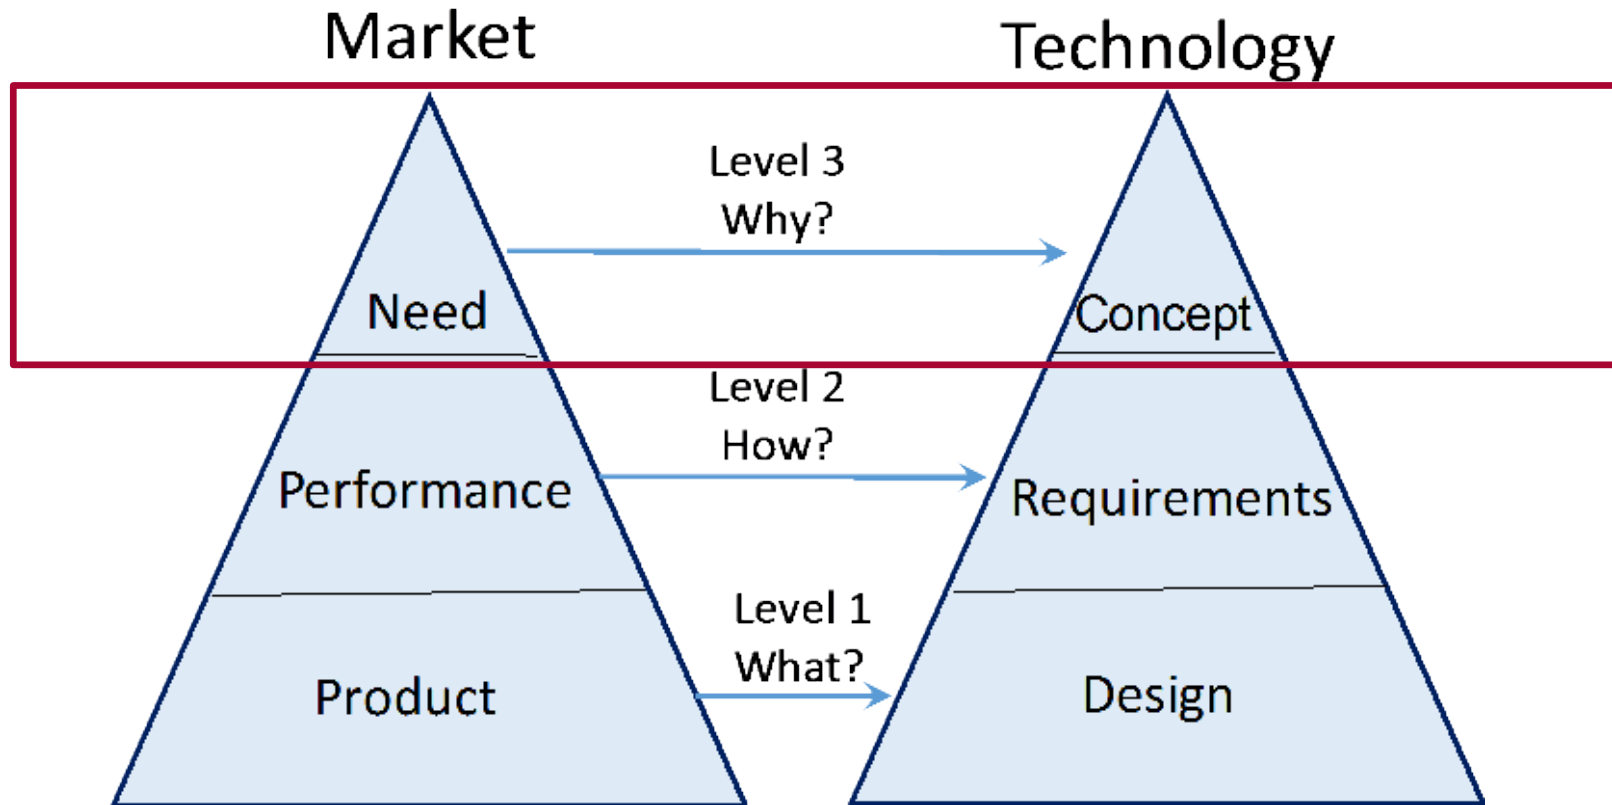 Market
Technology
Level 3
Why?
Need
Concept
Level 2
How?
Performance
Requirements
Level 1
What?
Product
Design